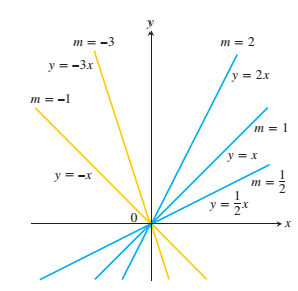 y
m = −3
m = 2
y = −3x
y = 2x
m = −1
m = 1
y = x
y = −x
m = 1/2
y = 1/2x
0
x